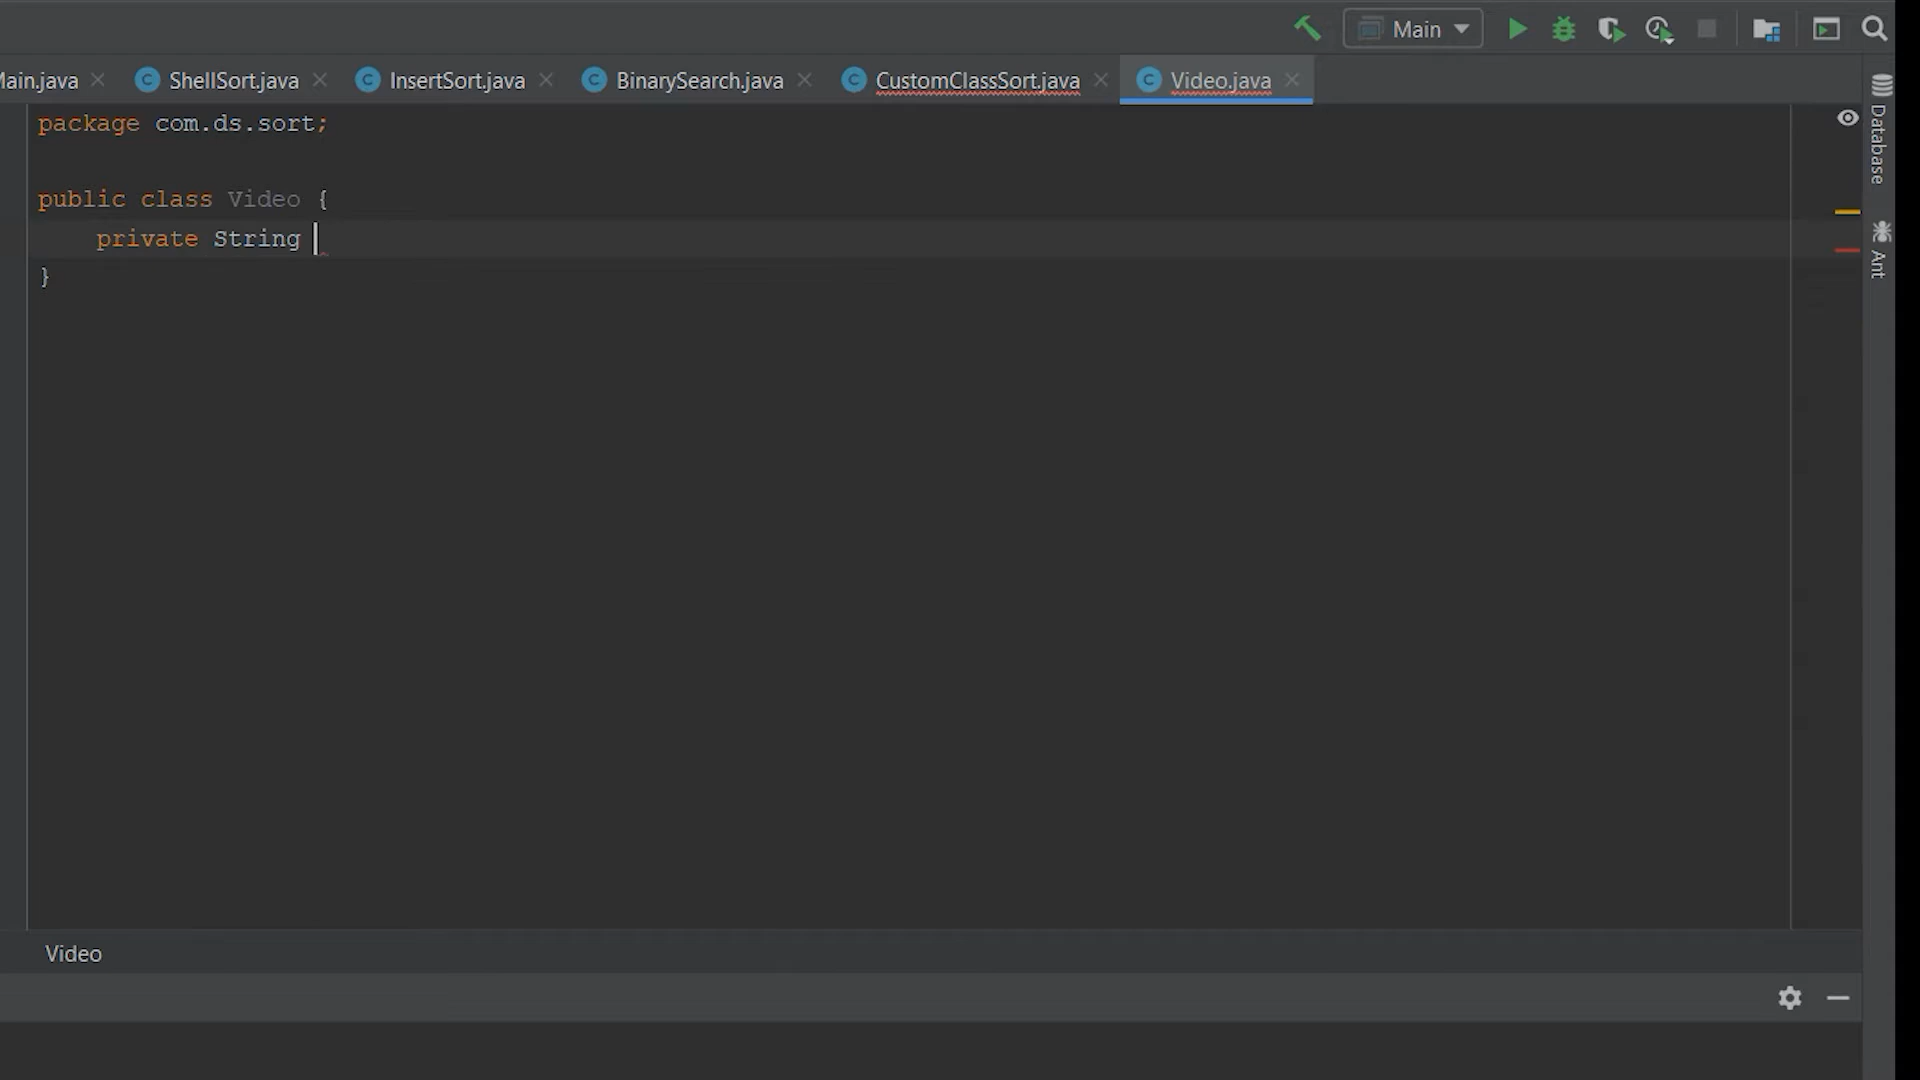 Main
lain.java
ShellSort.java
InsertSort.java
BinarySearch.java
CustomClassSort.java
Video.java
package com.ds.sort;
public class Video {
private String
}
Database
Ant
Video